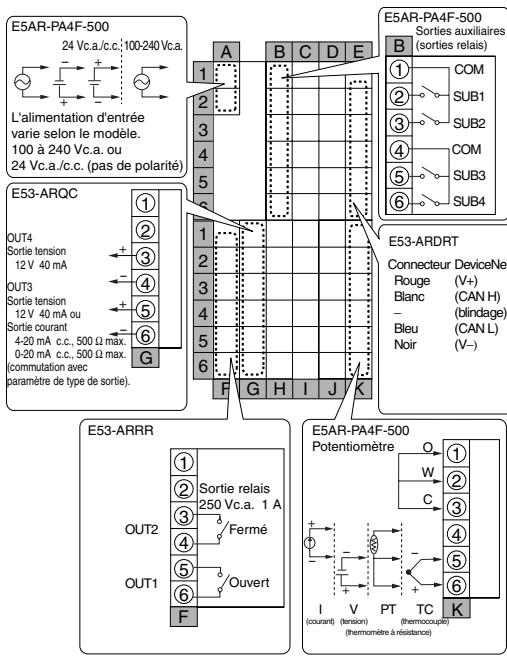 E5AR-PA4F-500
24 Vc.a./c.c. 100-240 Vc.a.
+ − + −
− + − +
L'alimentation d'entrée
varie selon le modèle.
100 à 240 Vc.a. ou
24 Vc.a./c.c. (pas de polarité)
A B C D E
1
2
3
4
5
6
1
2
3
4
5
6
F G H I J K
E5AR-PA4F-500
Sorties auxiliaires
(sorties relais)
B
1 COM
2 SUB1
3 SUB2
4 COM
5 SUB3
6 SUB4
E53-ARQC
1
2
3
4
5
6
G
OUT4
Sortie tension
12 V 40 mA
+
−
OUT3
Sortie tension
12 V 40 mA ou
Sortie courant
4-20 mA c.c., 500 Ω max.
0-20 mA c.c., 500 Ω max.
(commutation avec
paramètre de type de sortie).
+
−
E53-ARDRT
Connecteur DeviceNe
Rouge (V+)
Blanc (CAN H)
– (blindage)
Bleu (CAN L)
Noir (V–)
E53-ARRR
1
2
3
4
5
6
F
Sortie relais
250 Vc.a. 1 A
OUT2 Fermé
OUT1 Ouvert
E5AR-PA4F-500
Potentiomètre
O 1
W 2
C 3
4
5
6
K
+ −
− +
− +
I V PT TC
(courant) (tension) (thermocouple)
(thermomètre à résistance)